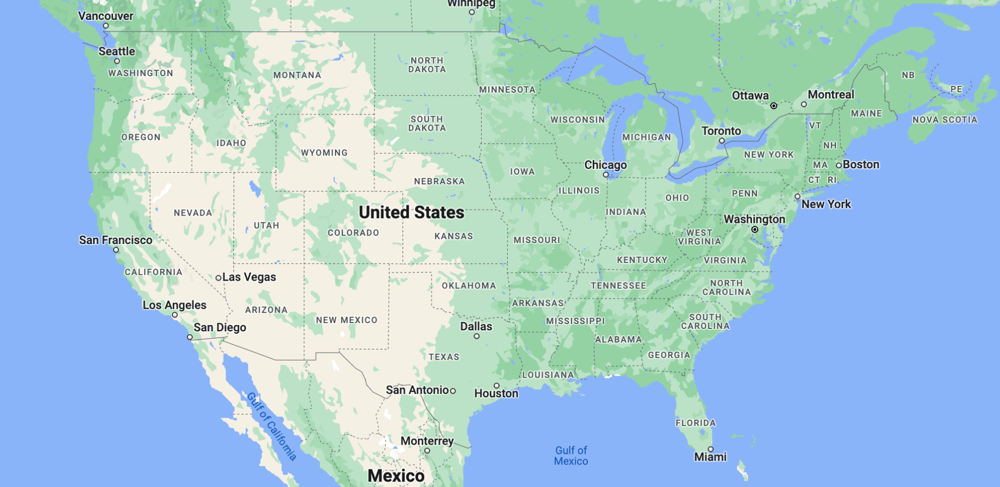 Winnipeg
Vancouver
Seattle
WASHINGTON
MONTANA
NORTH
DAKOTA
MINNESOTA
Ottawa
Montreal
NB
PE
MAINE
NOVA SCOTIA
VT
SOUTH
DAKOTA
WISCONSIN
MICHIGAN
Toronto
OREGON
IDAHO
WYOMING
NH
NEW YORK
Chicago
MA
Boston
IOWA
NEBRASKA
CT
RI
ILLINOIS
OHIO
PENN
New York
NEVADA
United States
INDIANA
Washington
UTAH
COLORADO
KANSAS
MISSOURI
WEST
VIRGINIA
San Francisco
CALIFORNIA
KENTUCKY
VIRGINIA
Las Vegas
OKLAHOMA
TENNESSEE
NORTH
CAROLINA
Los Angeles
ARIZONA
NEW MEXICO
ARKANSAS
MISSISSIPPI
SOUTH
CAROLINA
San Diego
Dallas
ALABAMA
TEXAS
GEORGIA
LOUISIANA
San Antonio
Houston
Gulf of California
FLORIDA
Monterrey
Gulf of
Mexico
Miami
Mexico